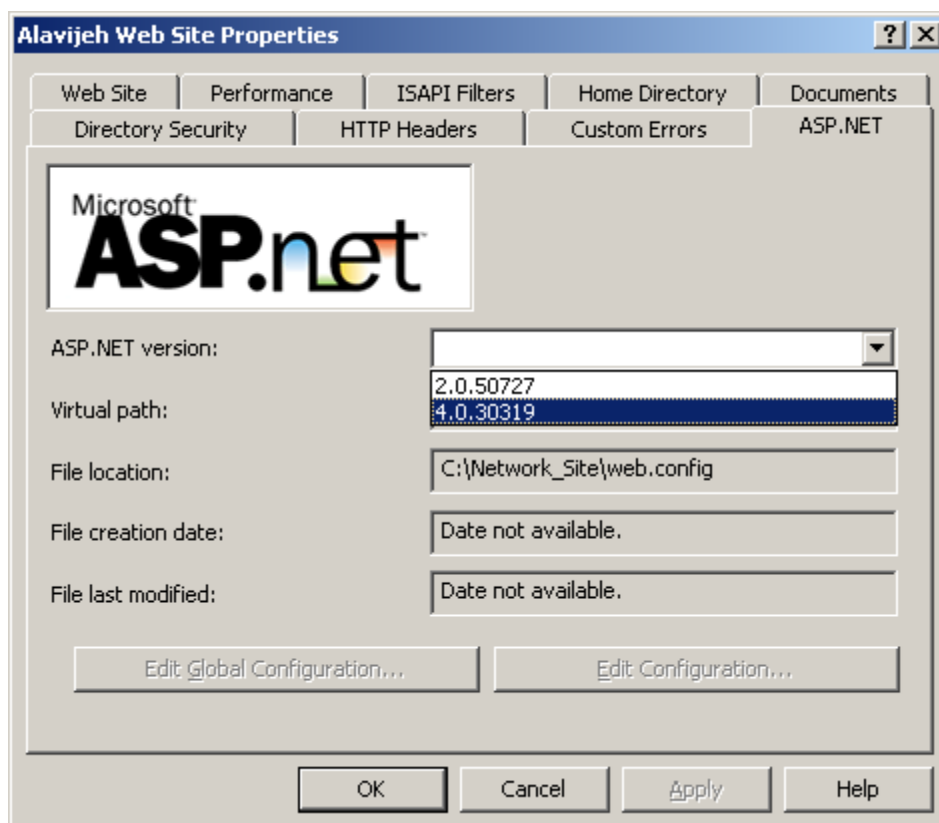 Alavijeh Web Site Properties
Web Site Performance ISAPI Filters Home Directory Documents
Directory Security HTTP Headers Custom Errors ASP.NET
Microsoft
ASP.net
ASP.NET version:
2.0.50727
Virtual path: 4.0.30319
File location: C:\Network_Site\web.config
File creation date: Date not available.
File last modified: Date not available.
Edit Global Configuration... Edit Configuration...
OK Cancel Apply Help